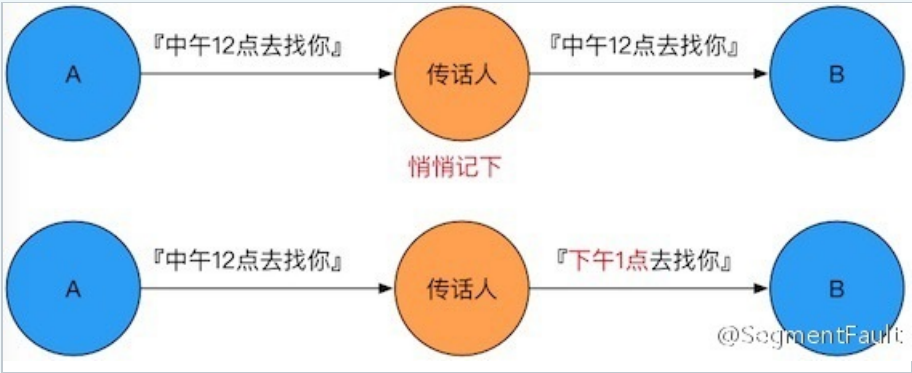 『中午12点去找你』 『中午12点去找你』
A 传话人 B
悄悄记下
『中午12点去找你』 『下午1点去找你』
A 传话人 B
@SegmentFault